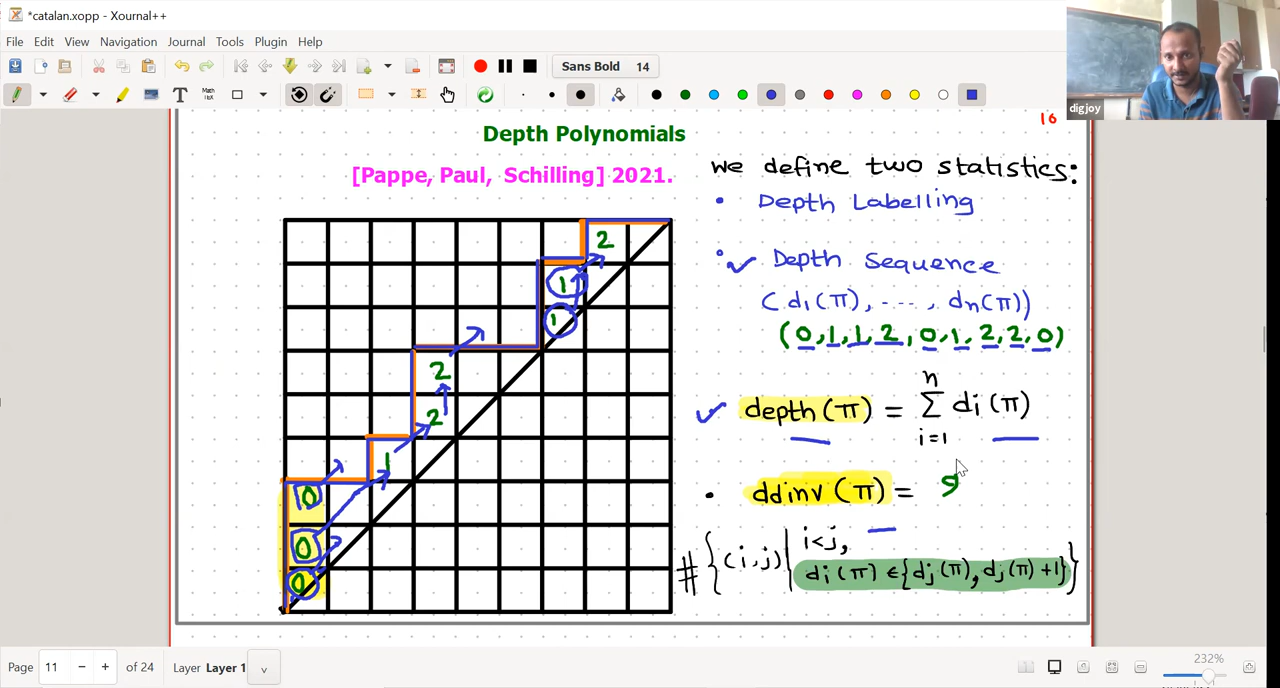 *catalan.xopp - Xournal++
File Edit View Navigation Journal Tools Plugin Help
Sans Bold 14
digjoy
16
Depth Polynomials
[Pappe, Paul, Schilling] 2021.
we define two statistics:
• Depth Labelling
Depth Sequence
(d₁(π), ...., dₙ(π))
(0,1,1,2,0,1,2,2,0)
depth(π) = Σ di(π)
n
i=1
• ddinv(π) = 9
#{(i,j) | i<j,
di(π) ∈ {dj(π), dj(π)+1}}
2
1
1
2
2
1
0
0
0
Page 11 − + of 24 Layer Layer 1
232%